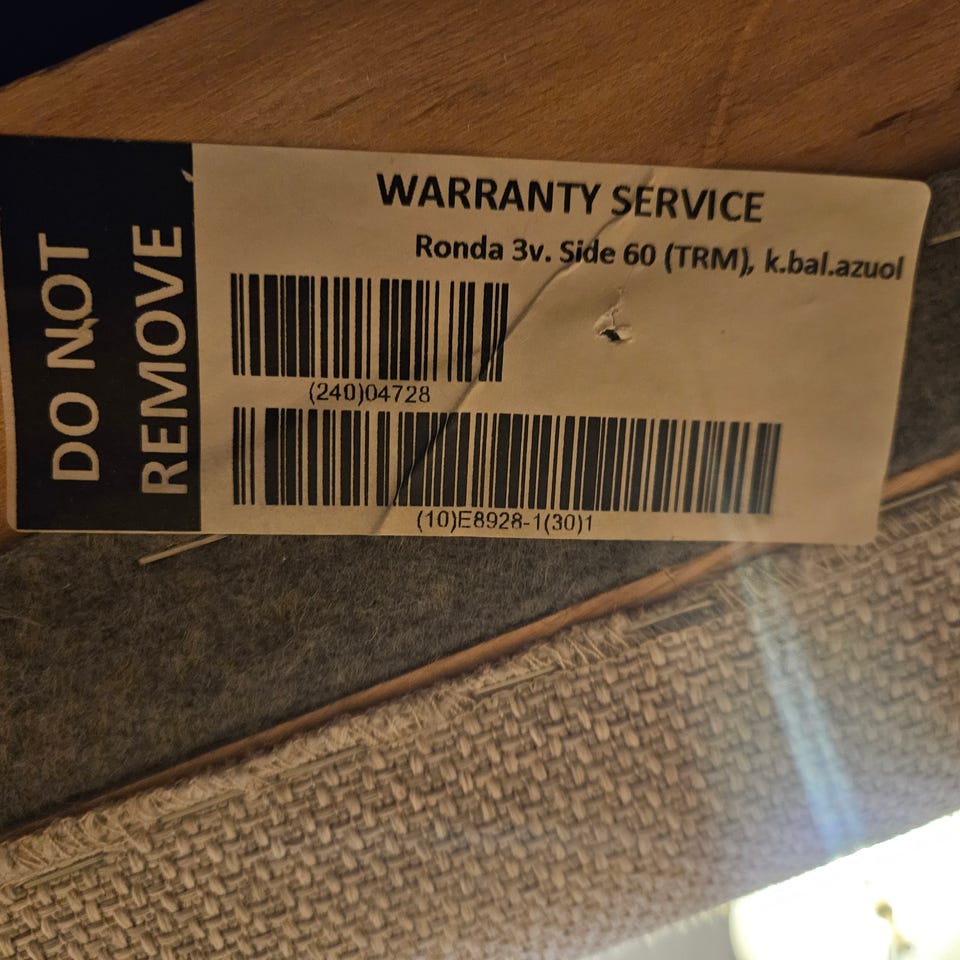 DO NOT
REMOVE
WARRANTY SERVICE
Ronda 3v. Side 60 (TRM), k.bal.azuol
(240)04728
(10)E8928-1(30)1